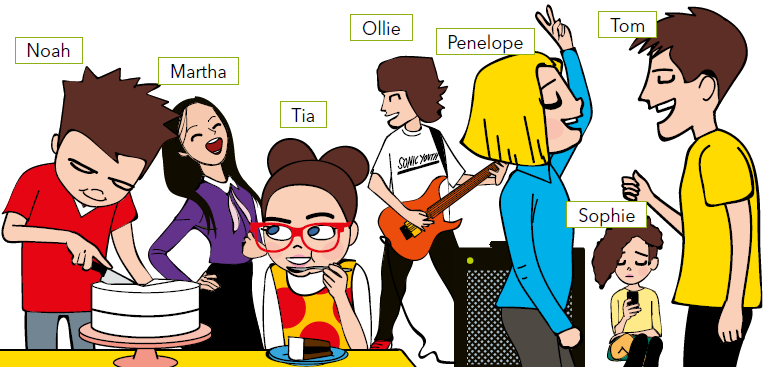 Noah
Martha
Tia
Ollie
Penelope
Tom
SONIC YOUTH
Sophie